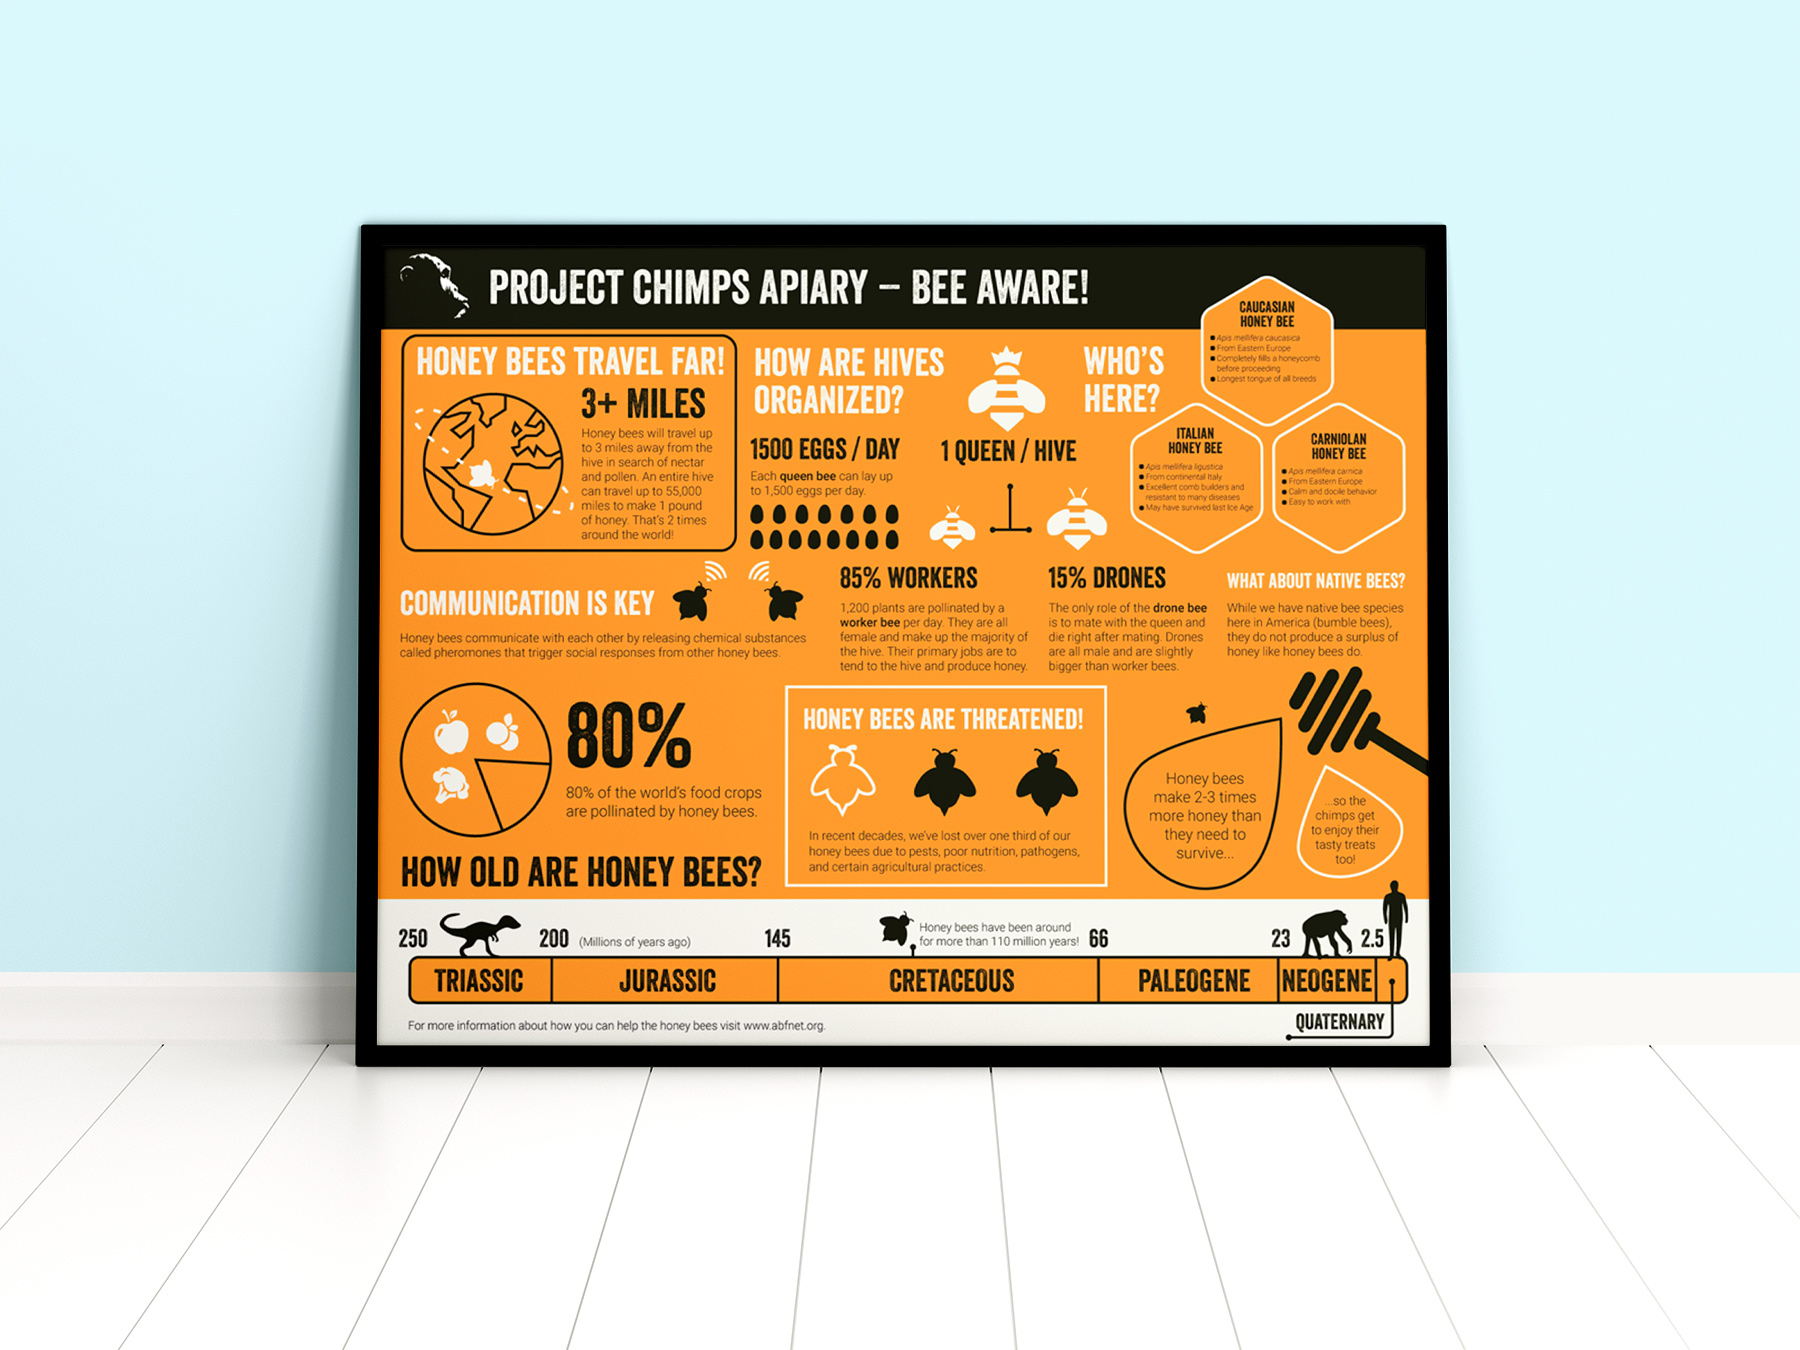 PROJECT CHIMPS APIARY – BEE AWARE!
HONEY BEES TRAVEL FAR!
3+ MILES
Honey bees will travel up
to 3 miles away from the
hive in search of nectar
and pollen. An entire hive
can travel up to 55,000
miles to make 1 pound
of honey. That's 2 times
around the world!
HOW ARE HIVES
ORGANIZED?
1500 EGGS / DAY
Each queen bee can lay up
to 1,500 eggs per day.
1 QUEEN / HIVE
85% WORKERS
1,200 plants are pollinated by a
worker bee per day. They are all
female and make up the majority of
the hive. Their primary jobs are to
tend to the hive and produce honey.
15% DRONES
The only role of the drone bee
is to mate with the queen and
die right after mating. Drones
are all male and are slightly
bigger than worker bees.
WHO'S
HERE?
CAUCASIAN
HONEY BEE
Apis mellifera caucasica
From Eastern Europe
Completely fills a honeycomb
before proceeding
Longest tongue of all breeds
ITALIAN
HONEY BEE
Apis mellifera ligustica
From continental Italy
Excellent comb builders and
resistant to many diseases
May have survived last Ice Age
CARNIOLAN
HONEY BEE
Apis mellifera carnica
From Eastern Europe
Calm and docile behavior
Easy to work with
WHAT ABOUT NATIVE BEES?
While we have native bee species
here in America (bumble bees),
they do not produce a surplus of
honey like honey bees do.
COMMUNICATION IS KEY
Honey bees communicate with each other by releasing chemical substances
called pheromones that trigger social responses from other honey bees.
80%
80% of the world's food crops
are pollinated by honey bees.
HONEY BEES ARE THREATENED!
In recent decades, we've lost over one third of our
honey bees due to pests, poor nutrition, pathogens,
and certain agricultural practices.
Honey bees
make 2-3 times
more honey than
they need to
survive...
...so the
chimps get
to enjoy their
tasty treats
too!
HOW OLD ARE HONEY BEES?
250
200
(Millions of years ago)
145
Honey bees have been around
for more than 110 million years!
66
23
2.5
TRIASSIC
JURASSIC
CRETACEOUS
PALEOGENE
NEOGENE
QUATERNARY
For more information about how you can help the honey bees visit www.abfnet.org.